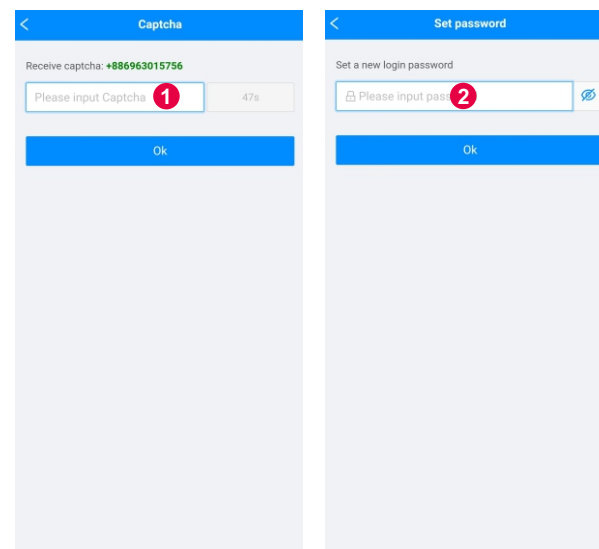 Captcha
Receive captcha: +886963015756
Please input Captcha
1
47s
Ok
Set password
Set a new login password
Please input pass
2
Ok